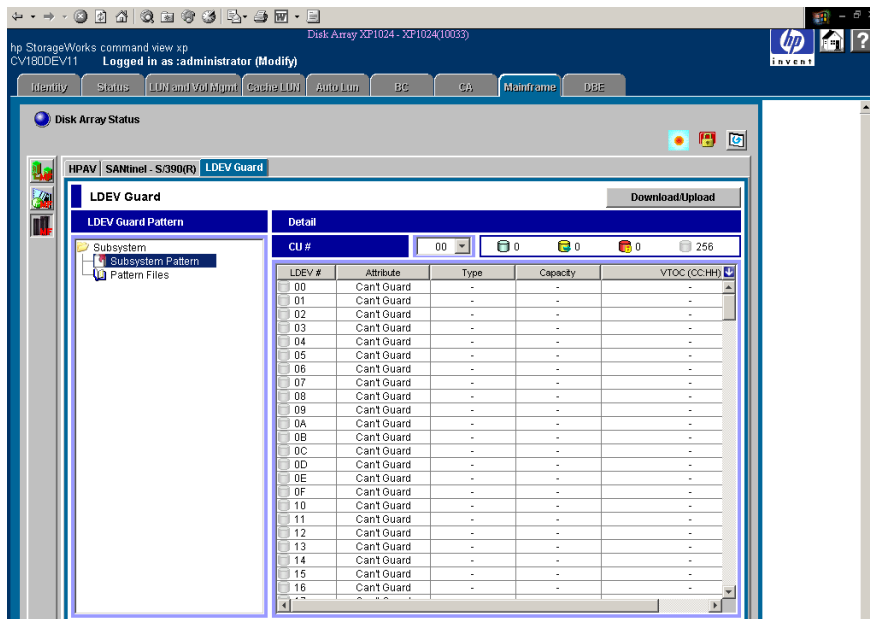 Disk Array XP1024 - XP1024(10033)
hp StorageWorks command view xp
CV180DEV11 Logged in as :administrator (Modify)
hp
invent
?
Identity Status LUN and Vol Mgmt Cache LUN Auto Lun BC CA Mainframe DBE
Disk Array Status
HPAV SANtinel - S/390(R) LDEV Guard
LDEV Guard Download/Upload
LDEV Guard Pattern Detail
Subsystem
Subsystem Pattern
Pattern Files
CU # 00 0 0 0 256
LDEV # Attribute Type Capacity VTOC (CC:HH)
00 Can't Guard - - -
01 Can't Guard - - -
02 Can't Guard - - -
03 Can't Guard - - -
04 Can't Guard - - -
05 Can't Guard - - -
06 Can't Guard - - -
07 Can't Guard - - -
08 Can't Guard - - -
09 Can't Guard - - -
0A Can't Guard - - -
0B Can't Guard - - -
0C Can't Guard - - -
0D Can't Guard - - -
0E Can't Guard - - -
0F Can't Guard - - -
10 Can't Guard - - -
11 Can't Guard - - -
12 Can't Guard - - -
13 Can't Guard - - -
14 Can't Guard - - -
15 Can't Guard - - -
16 Can't Guard - - -